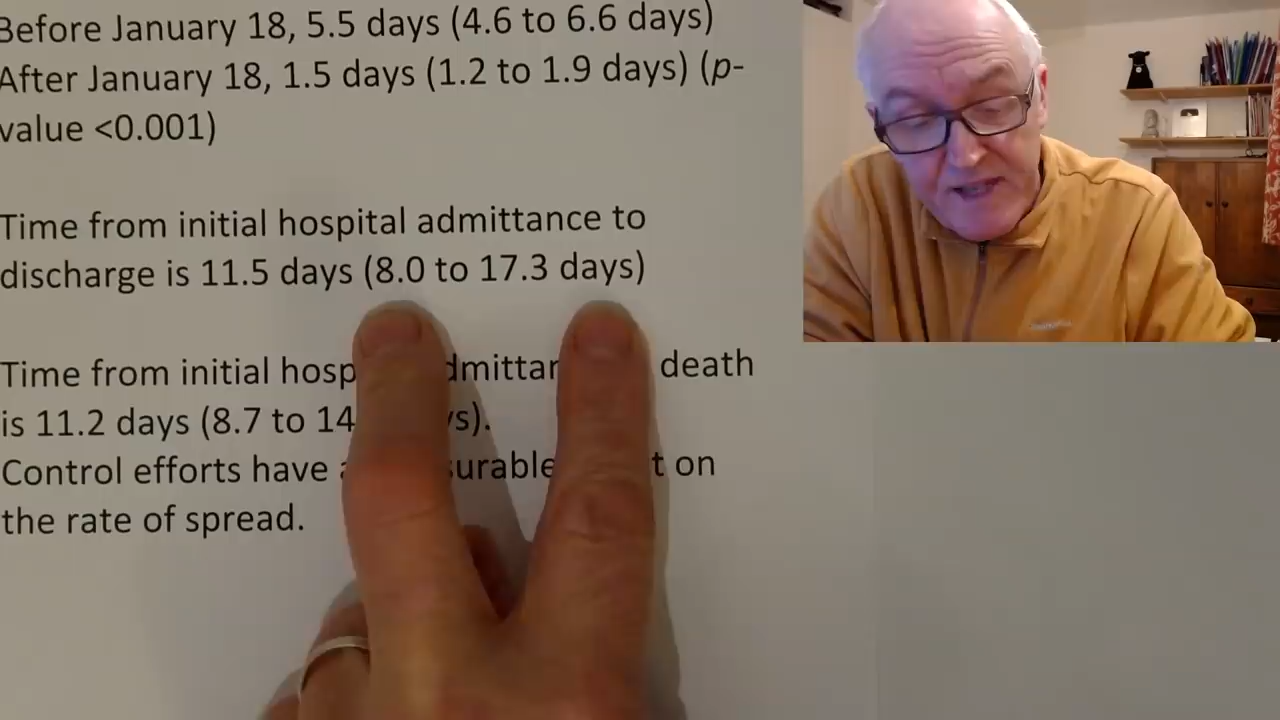 Before January 18, 5.5 days (4.6 to 6.6 days)
After January 18, 1.5 days (1.2 to 1.9 days) (p-
value <0.001)
Time from initial hospital admittance to
discharge is 11.5 days (8.0 to 17.3 days)
Time from initial hosp dmittan death
is 11.2 days (8.7 to 14 s).
Control efforts have a surable t on
the rate of spread.